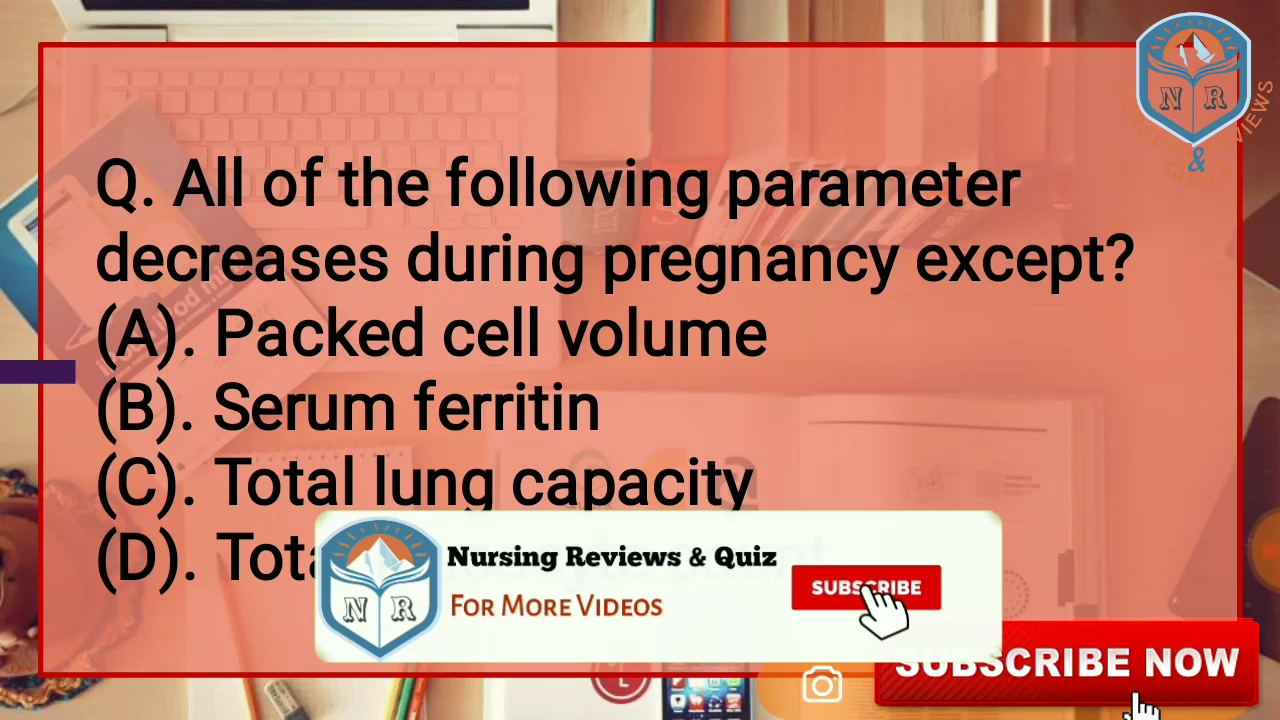 Q. All of the following parameter
decreases during pregnancy except?
(A). Packed cell volume
(B). Serum ferritin
(C). Total lung capacity
(D).
N R
VIEWS
&
N R
Nursing Reviews & Quiz
FOR MORE VIDEOS
SUBSCRIBE
SUBSCRIBE NOW